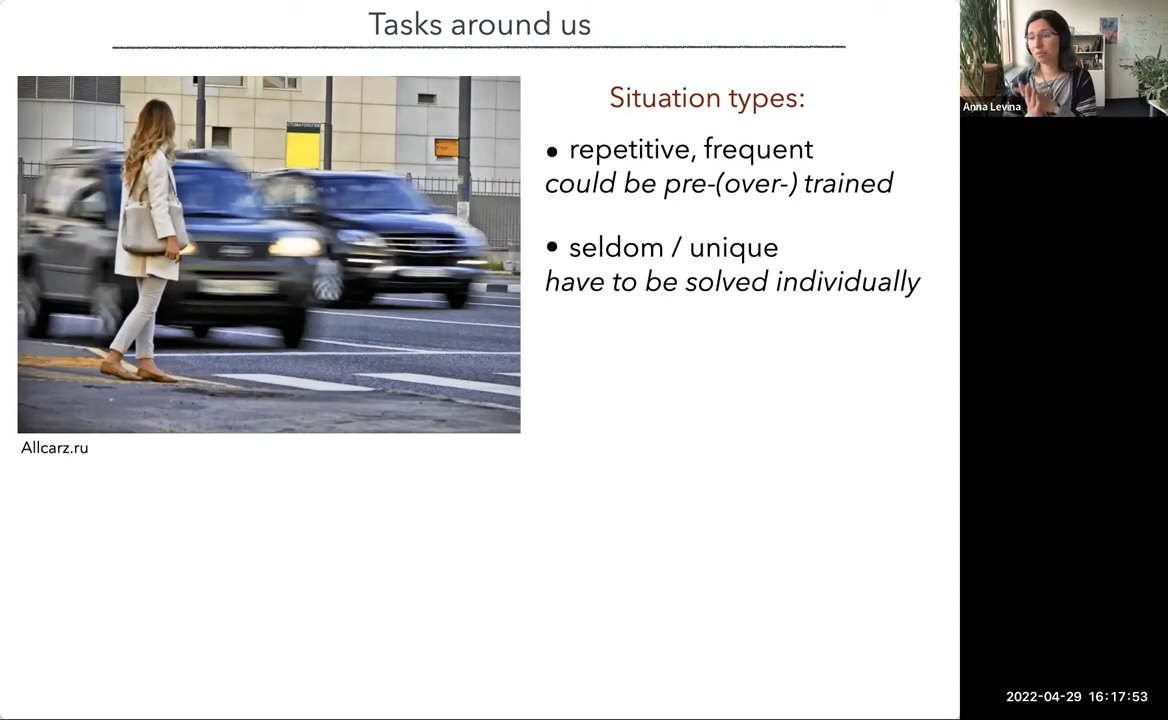 Tasks around us
Situation types:
• repetitive, frequent
could be pre-(over-) trained
• seldom / unique
have to be solved individually
СТОМАТОЛОГИЯ
Allcarz.ru
Anna Levina
2022-04-29 16:17:53